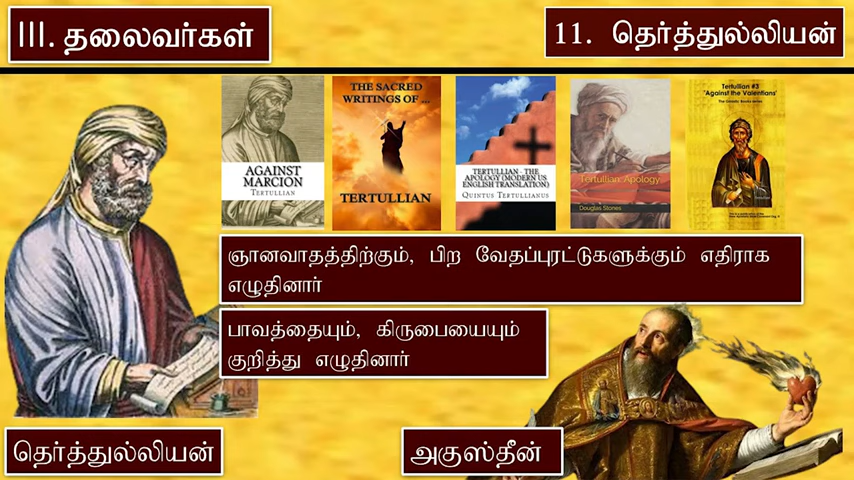 III. தலைவர்கள்
11. தெர்த்துல்லியன்
AGAINST
MARCION
TERTULLIAN
THE SACRED
WRITINGS OF ...
TERTULLIAN
TERTULLIAN - THE
APOLOGY (MODERN US
ENGLISH TRANSLATION)
QUINTUS TERTULLIANUS
Tertullian: Apology
Douglas Stones
Tertullian #3
'Against the Valentians'
ஞானவாதத்திற்கும், பிற வேதப்புரட்டுகளுக்கும் எதிராக
எழுதினார்
பாவத்தையும், கிருபையையும்
குறித்து எழுதினார்
தெர்த்துல்லியன்
அகுஸ்தீன்